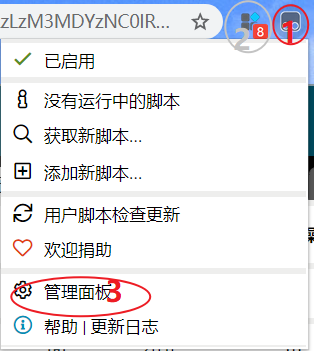 zLzM3MDYzNC0lR...
2
8
1
已启用
没有运行中的脚本
获取新脚本...
添加新脚本...
用户脚本检查更新
欢迎捐助
管理面板
3
帮助 | 更新日志